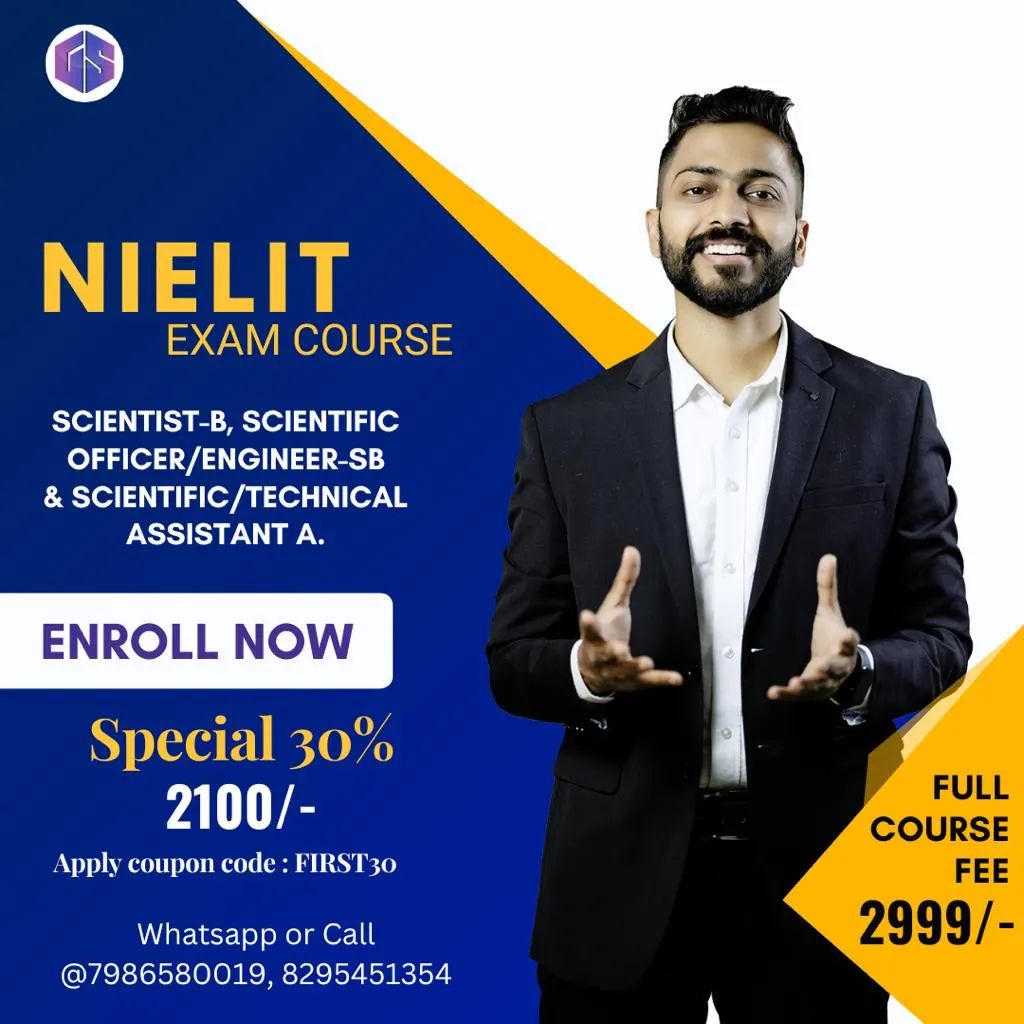 GS
NIELIT
EXAM COURSE
SCIENTIST-B, SCIENTIFIC
OFFICER/ENGINEER-SB
& SCIENTIFIC/TECHNICAL
ASSISTANT A.
ENROLL NOW
Special 30%
2100/-
Apply coupon code : FIRST30
Whatsapp or Call
@7986580019, 8295451354
FULL
COURSE
FEE
2999/-